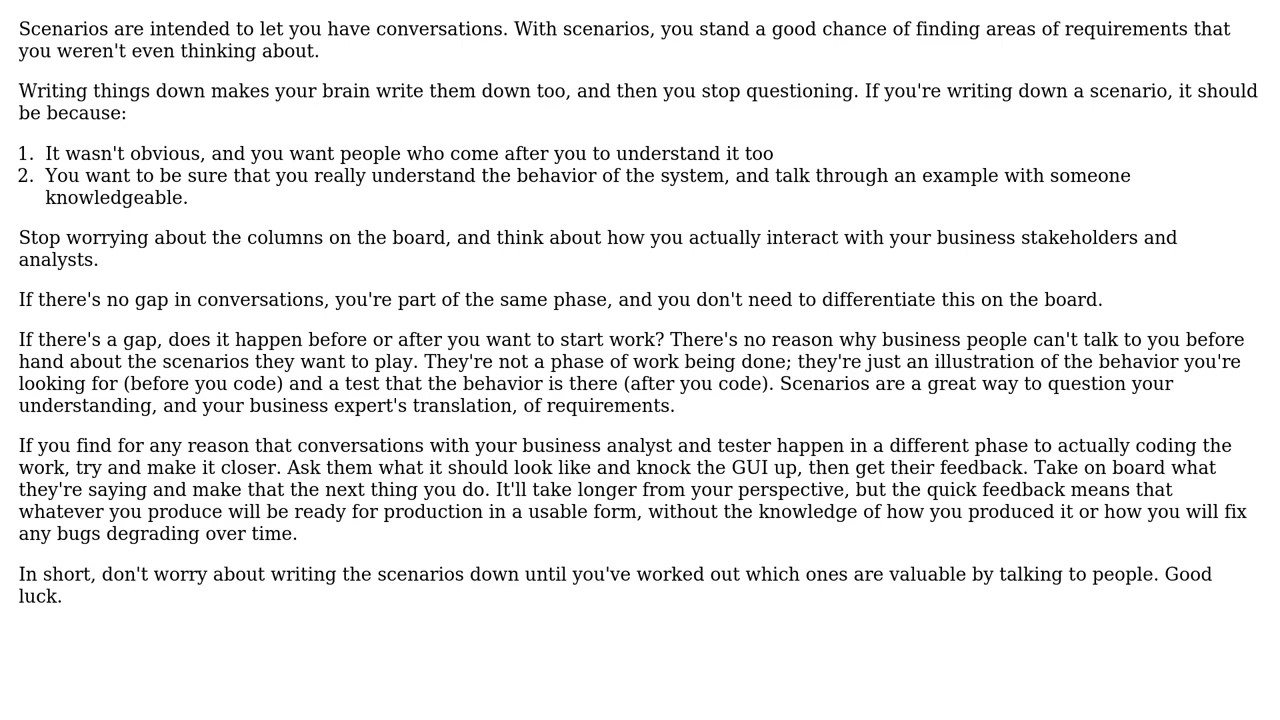 Scenarios are intended to let you have conversations. With scenarios, you stand a good chance of finding areas of requirements that
you weren't even thinking about.
Writing things down makes your brain write them down too, and then you stop questioning. If you're writing down a scenario, it should
be because:
1. It wasn't obvious, and you want people who come after you to understand it too
2. You want to be sure that you really understand the behavior of the system, and talk through an example with someone
knowledgeable.
Stop worrying about the columns on the board, and think about how you actually interact with your business stakeholders and
analysts.
If there's no gap in conversations, you're part of the same phase, and you don't need to differentiate this on the board.
If there's a gap, does it happen before or after you want to start work? There's no reason why business people can't talk to you before
hand about the scenarios they want to play. They're not a phase of work being done; they're just an illustration of the behavior you're
looking for (before you code) and a test that the behavior is there (after you code). Scenarios are a great way to question your
understanding, and your business expert's translation, of requirements.
If you find for any reason that conversations with your business analyst and tester happen in a different phase to actually coding the
work, try and make it closer. Ask them what it should look like and knock the GUI up, then get their feedback. Take on board what
they're saying and make that the next thing you do. It'll take longer from your perspective, but the quick feedback means that
whatever you produce will be ready for production in a usable form, without the knowledge of how you produced it or how you will fix
any bugs degrading over time.
In short, don't worry about writing the scenarios down until you've worked out which ones are valuable by talking to people. Good
luck.